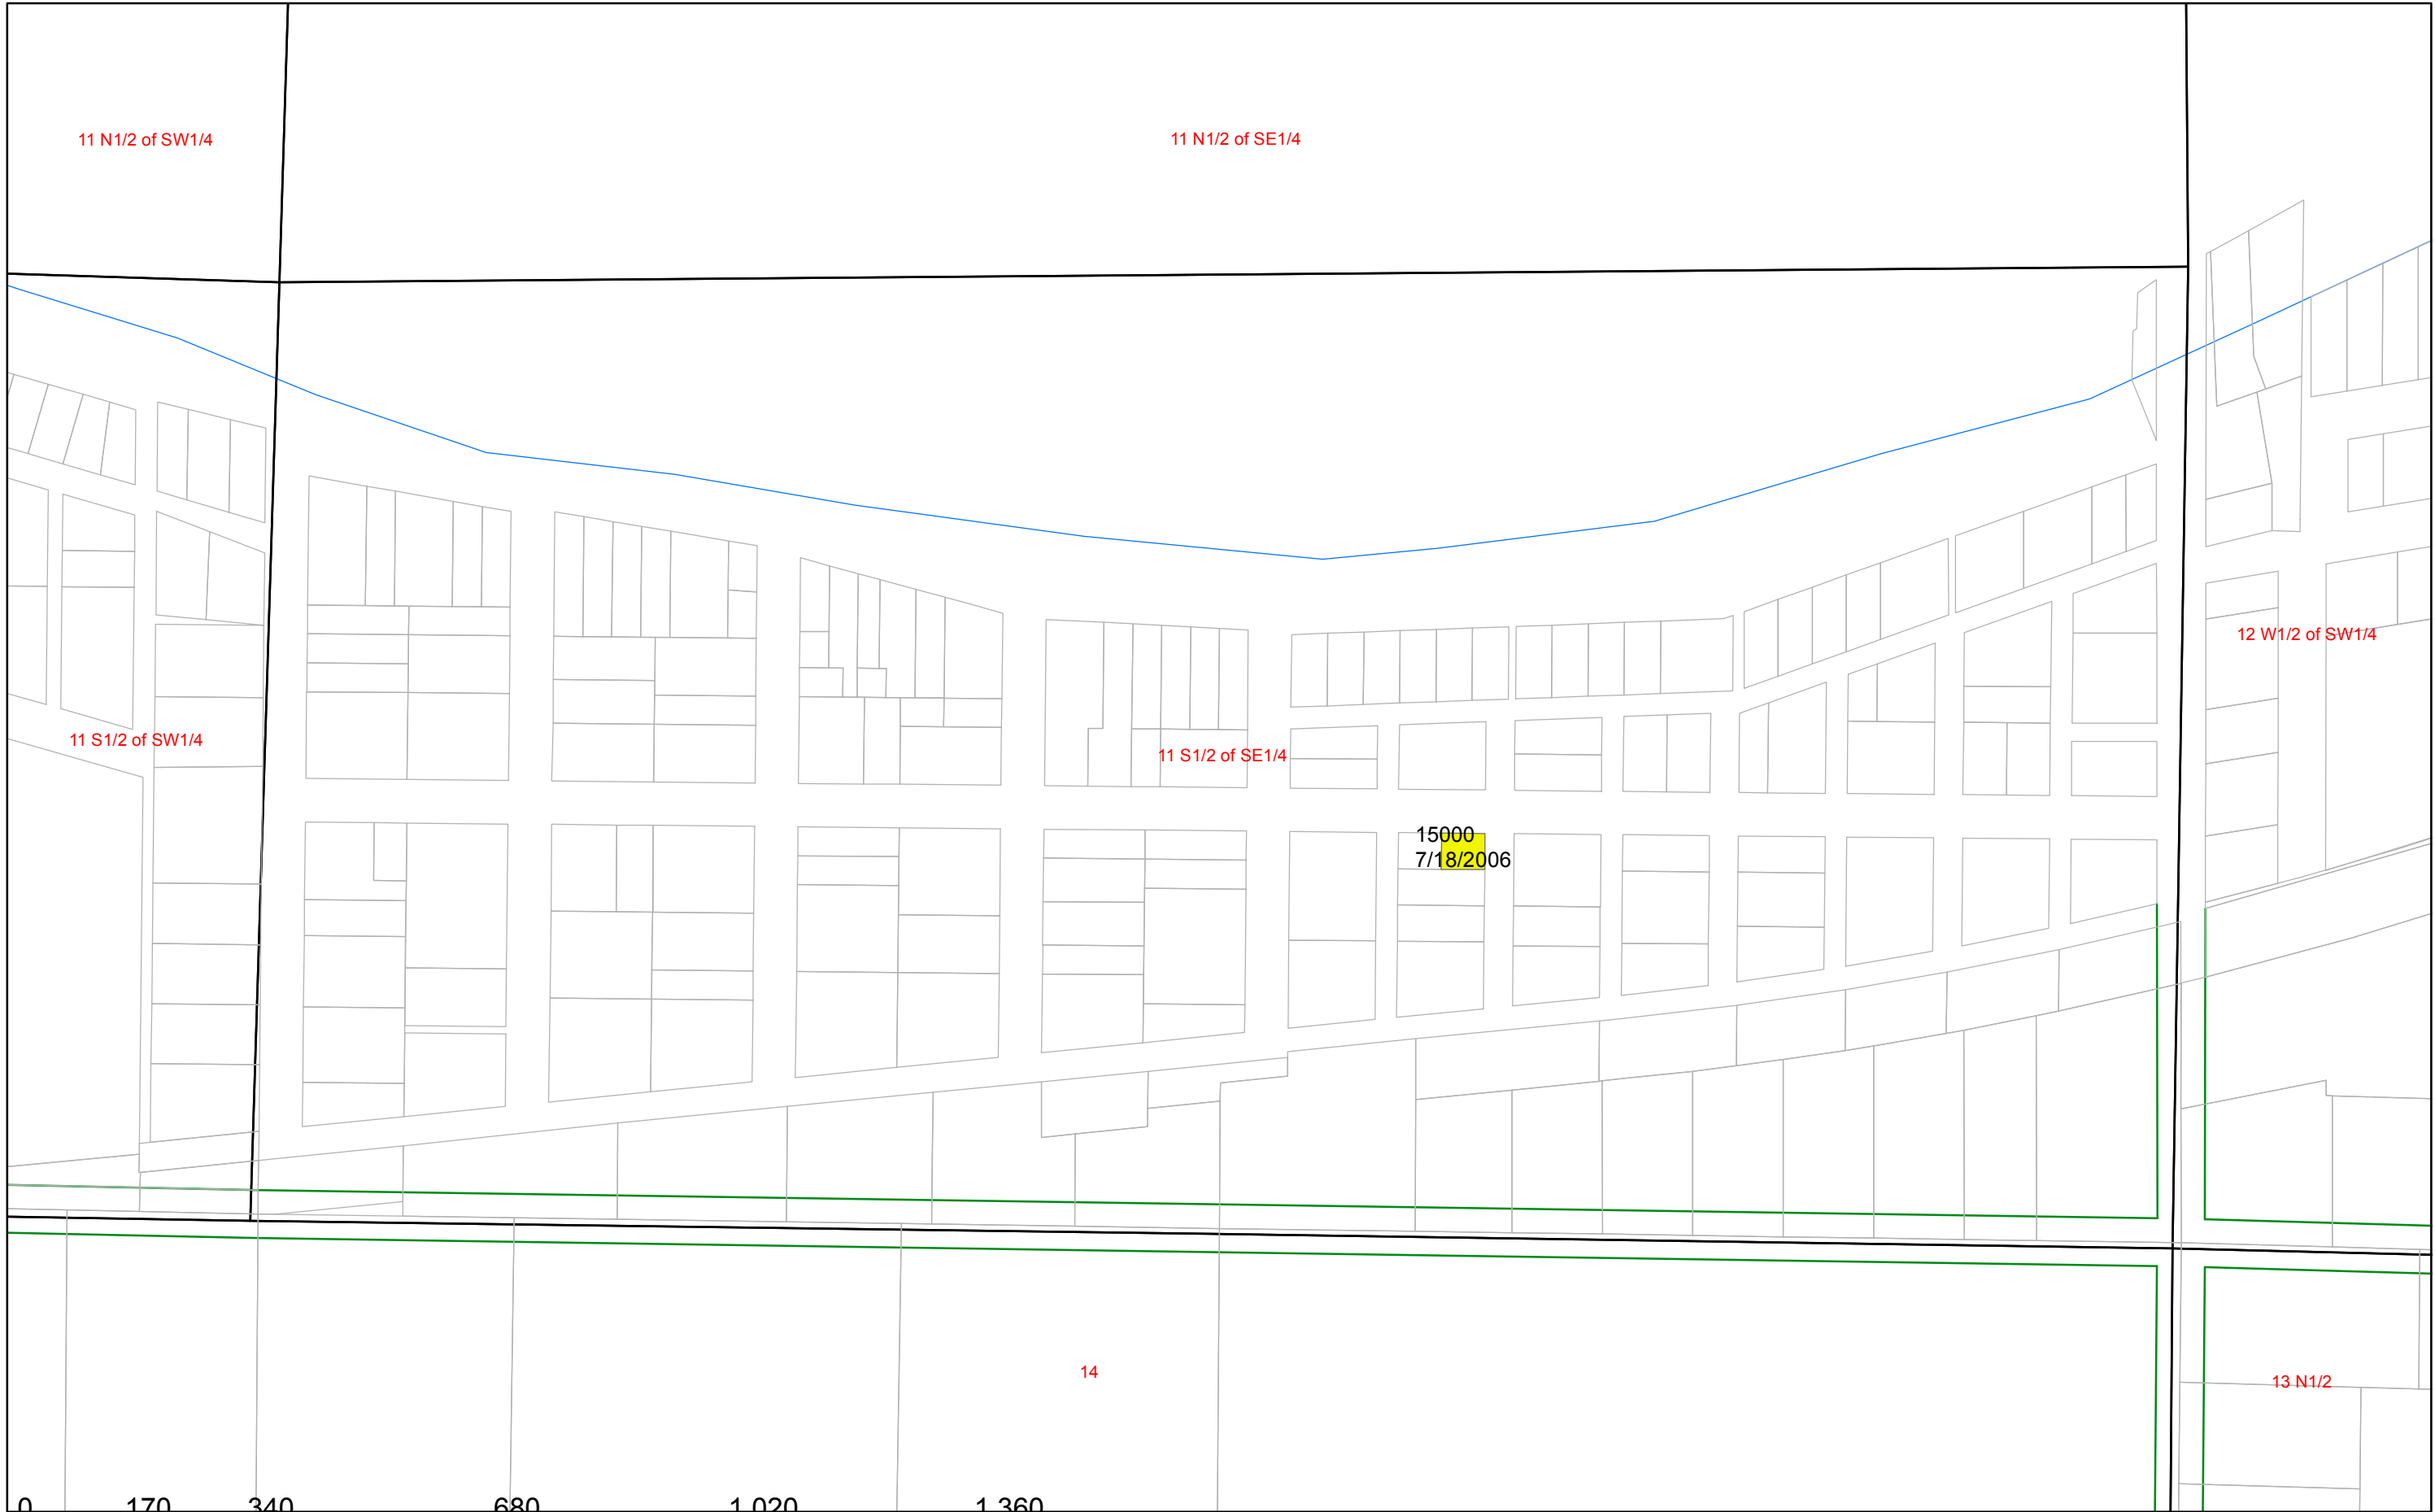 11 N1/2 of SW1/4
11 N1/2 of SE1/4
12 W1/2 of SW1/4
11 S1/2 of SW1/4
11 S1/2 of SE1/4
15000
7/18/2006
14
13 N1/2
0 170 340 680 1,020 1,360